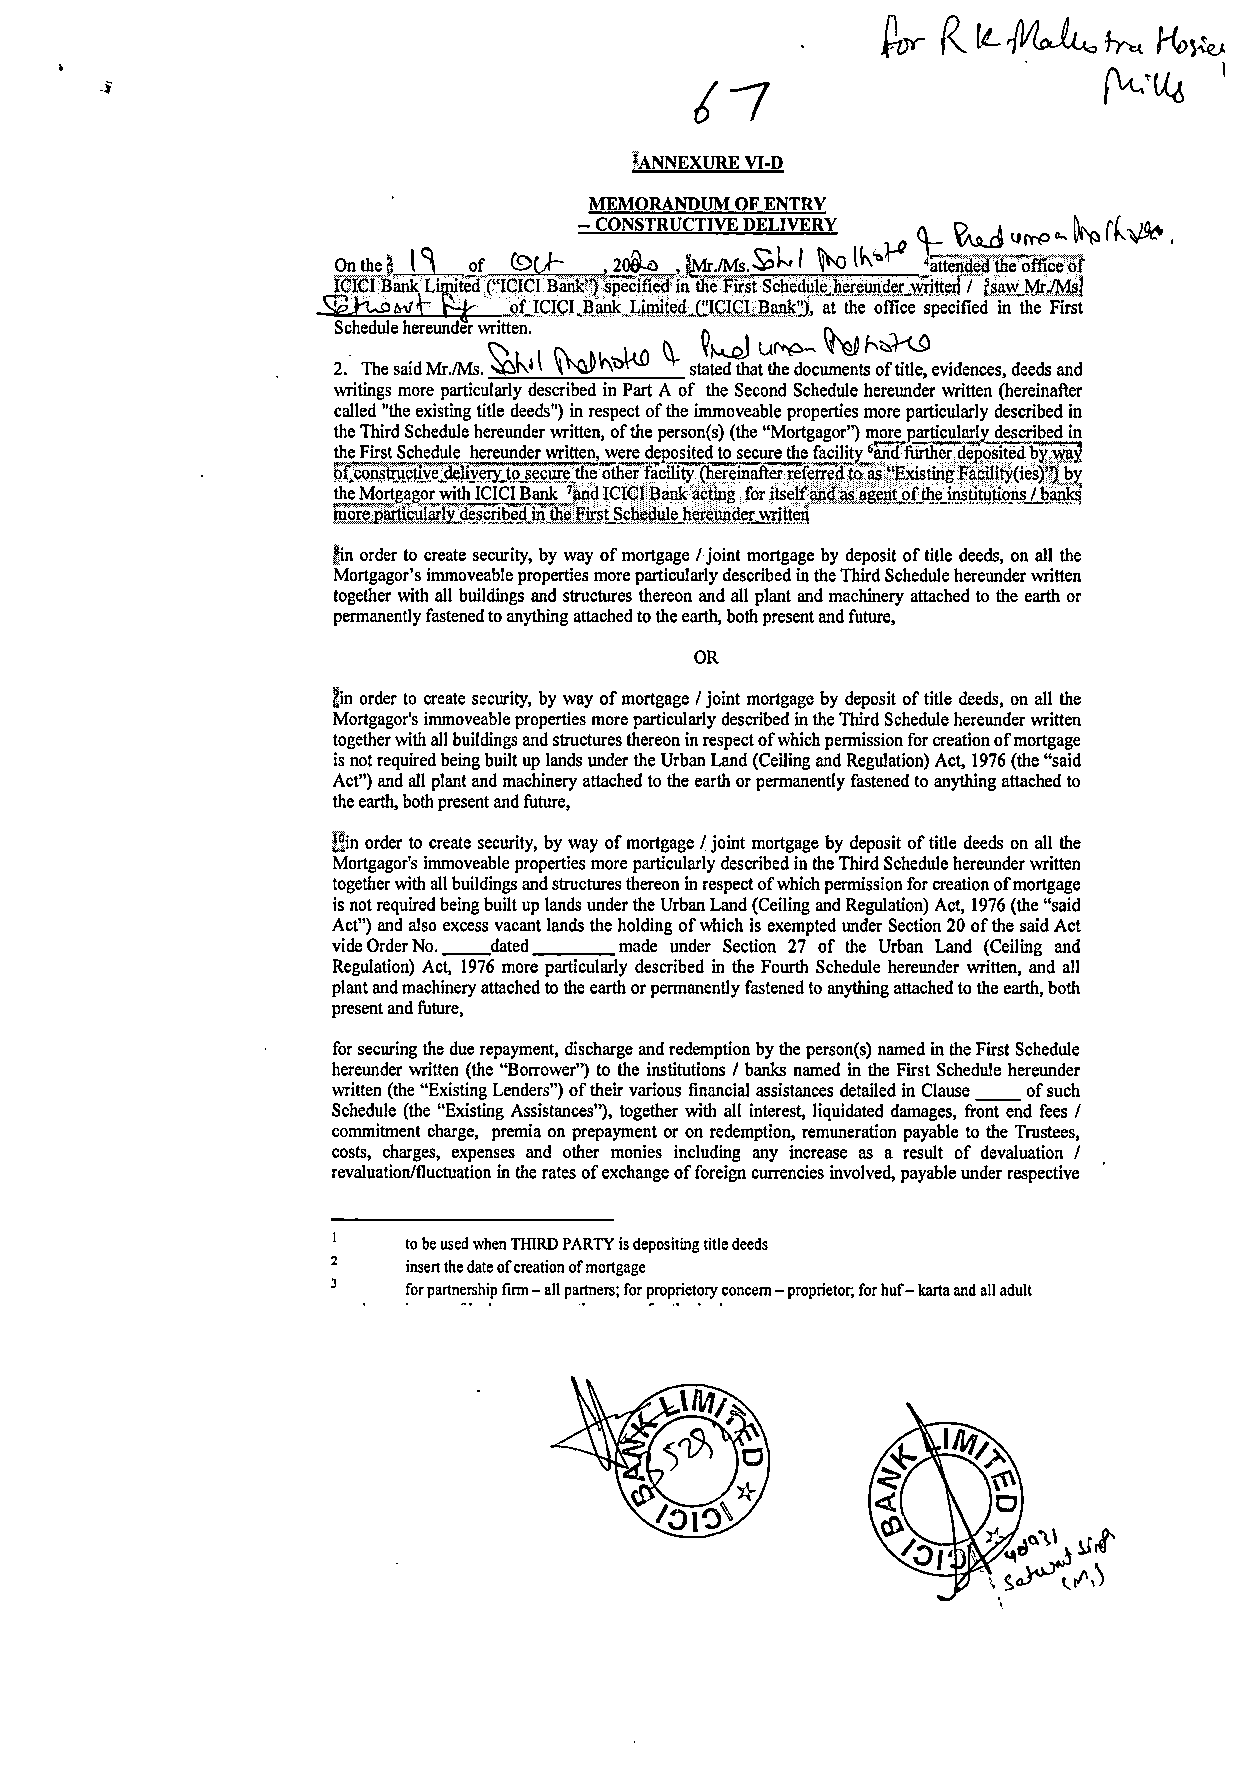 for R K Malhotra Hosiery
Mills
67
1ANNEXURE VI-D
MEMORANDUM OF ENTRY
– CONSTRUCTIVE DELIVERY
On the 2 19 of Oct , 2020 , 3Mr./Ms. Sahil Malhotra & Preduman Malhotra. 4attended the office of
ICICI Bank Limited ("ICICI Bank") specified in the First Schedule hereunder written / 5saw Mr./Ms
of ICICI Bank Limited ("ICICI Bank"), at the office specified in the First
Schedule hereunder written.
2. The said Mr./Ms. Sahil Malhotra & Preduman Malhotra stated that the documents of title, evidences, deeds and
writings more particularly described in Part A of the Second Schedule hereunder written (hereinafter
called "the existing title deeds") in respect of the immoveable properties more particularly described in
the Third Schedule hereunder written, of the person(s) (the “Mortgagor”) more particularly described in
the First Schedule hereunder written, were deposited to secure the facility 6and further deposited by way
of constructive delivery to secure the other facility (hereinafter referred to as “Existing Facility(ies)”) by
the Mortgagor with ICICI Bank 7and ICICI Bank acting for itself and as agent of the institutions / banks
more particularly described in the First Schedule hereunder written
8in order to create security, by way of mortgage / joint mortgage by deposit of title deeds, on all the
Mortgagor’s immoveable properties more particularly described in the Third Schedule hereunder written
together with all buildings and structures thereon and all plant and machinery attached to the earth or
permanently fastened to anything attached to the earth, both present and future,
OR
9in order to create security, by way of mortgage / joint mortgage by deposit of title deeds, on all the
Mortgagor's immoveable properties more particularly described in the Third Schedule hereunder written
together with all buildings and structures thereon in respect of which permission for creation of mortgage
is not required being built up lands under the Urban Land (Ceiling and Regulation) Act, 1976 (the “said
Act”) and all plant and machinery attached to the earth or permanently fastened to anything attached to
the earth, both present and future,
10in order to create security, by way of mortgage / joint mortgage by deposit of title deeds on all the
Mortgagor's immoveable properties more particularly described in the Third Schedule hereunder written
together with all buildings and structures thereon in respect of which permission for creation of mortgage
is not required being built up lands under the Urban Land (Ceiling and Regulation) Act, 1976 (the “said
Act”) and also excess vacant lands the holding of which is exempted under Section 20 of the said Act
vide Order No. _____dated ________ made under Section 27 of the Urban Land (Ceiling and
Regulation) Act, 1976 more particularly described in the Fourth Schedule hereunder written, and all
plant and machinery attached to the earth or permanently fastened to anything attached to the earth, both
present and future,
for securing the due repayment, discharge and redemption by the person(s) named in the First Schedule
hereunder written (the “Borrower”) to the institutions / banks named in the First Schedule hereunder
written (the “Existing Lenders”) of their various financial assistances detailed in Clause _____ of such
Schedule (the “Existing Assistances”), together with all interest, liquidated damages, front end fees /
commitment charge, premia on prepayment or on redemption, remuneration payable to the Trustees,
costs, charges, expenses and other monies including any increase as a result of devaluation /
revaluation/fluctuation in the rates of exchange of foreign currencies involved, payable under respective
1 to be used when THIRD PARTY is depositing title deeds
2 insert the date of creation of mortgage
3 for partnership firm – all partners; for proprietory concern – proprietor; for huf – karta and all adult
ICICI BANK LIMITED
ICICI BANK LIMITED
Satwant Singh